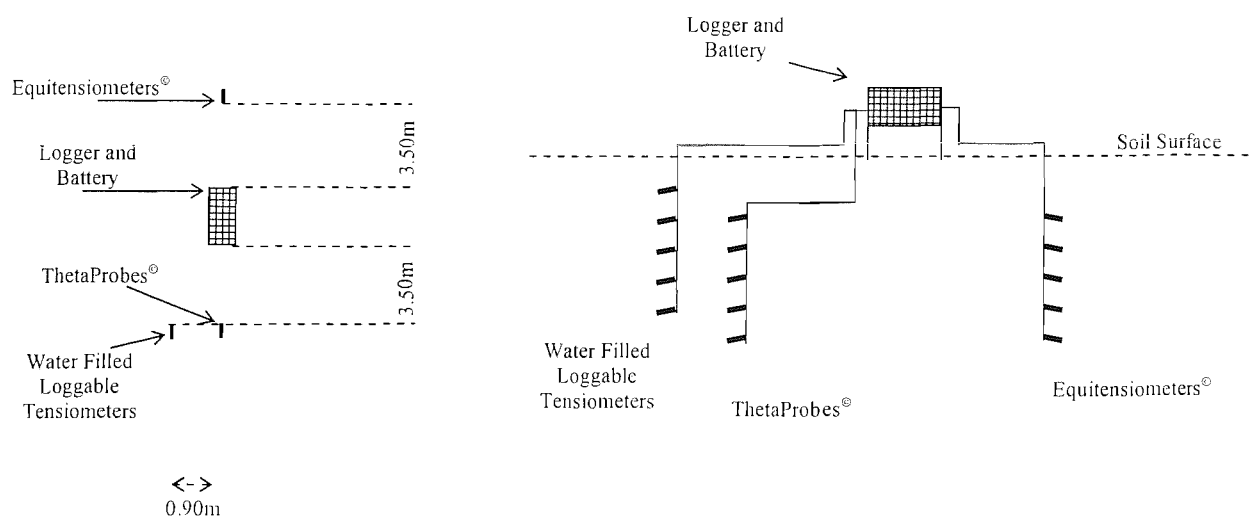 Equitensiometers©
3.50m
Logger and
Battery
ThetaProbes©
3.50m
Water Filled
Loggable
Tensiometers
0.90m
Logger and
Battery
Soil Surface
Water Filled
Loggable
Tensiometers
ThetaProbes©
Equitensiometers©